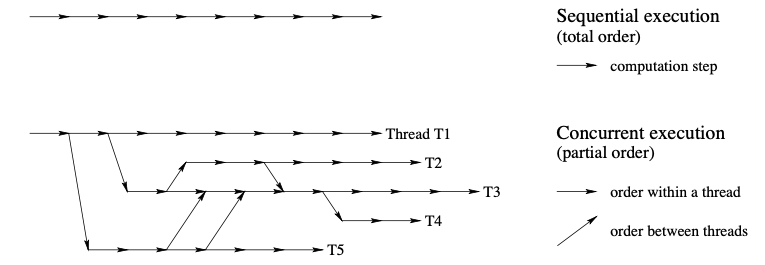 Sequential execution
(total order)
computation step
Thread T1
T2
T3
T4
T5
Concurrent execution
(partial order)
order within a thread
order between threads